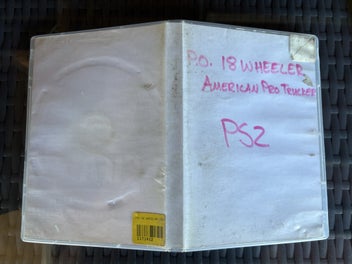 P.O. 18 WHEELER
AMERICAN PRO TRUCKER
PS2